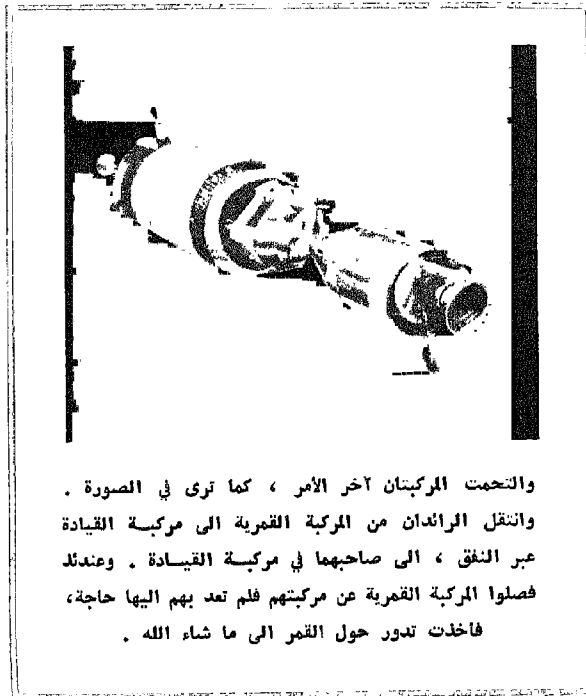 والتحمت المركبتان آخر الأمر ، كما ترى في الصورة .
وانتقل الرائدان من المركبة القمرية الى مركبة القيادة
عبر النفق ، الى صاحبهما في مركبة القيادة . وعندئذ
فصلوا المركبة القمرية عن مركبتهم فلم تعد بهم اليها حاجة،
فاخذت تدور حول القمر الى ما شاء الله .